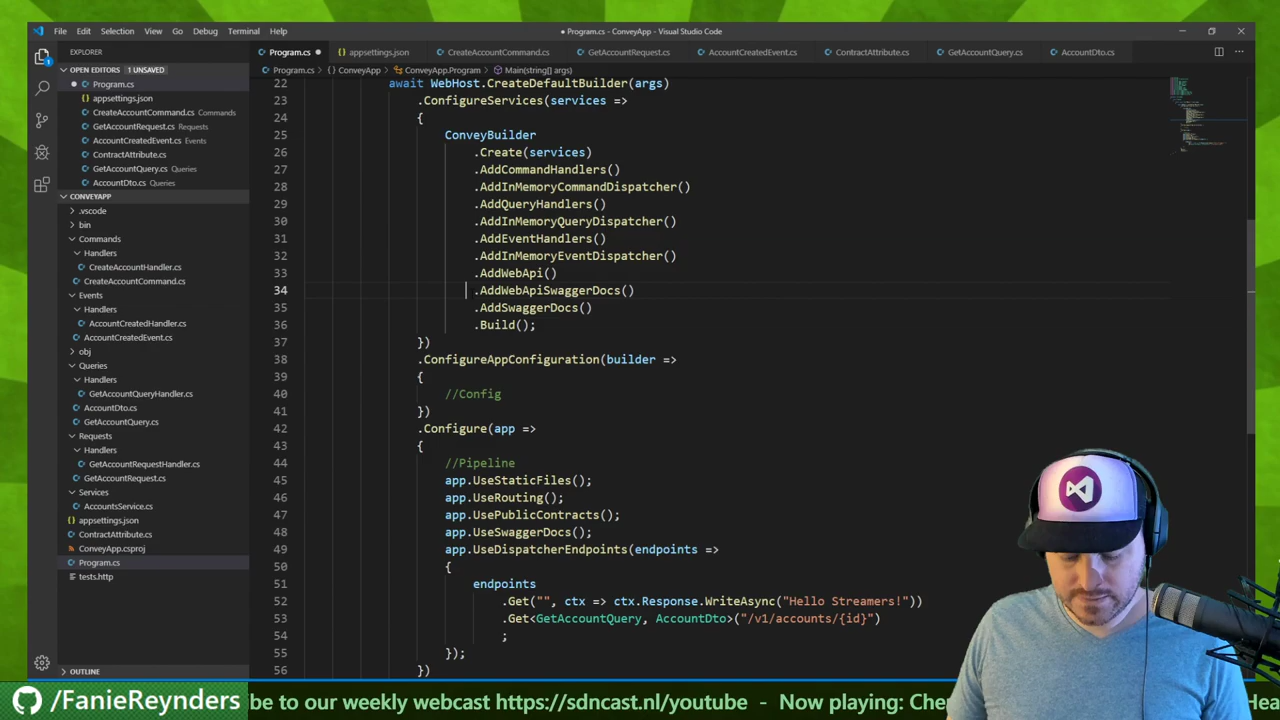 File Edit Selection View Go Debug Terminal Help
● Program.cs - ConveyApp - Visual Studio Code
EXPLORER
OPEN EDITORS 1 UNSAVED
Program.cs
appsettings.json
CreateAccountCommand.cs Commands
GetAccountRequest.cs Requests
AccountCreatedEvent.cs Events
ContractAttribute.cs
GetAccountQuery.cs Queries
AccountDto.cs Queries
CONVEYAPP
.vscode
bin
Commands
Handlers
CreateAccountHandler.cs
CreateAccountCommand.cs
Events
Handlers
AccountCreatedHandler.cs
AccountCreatedEvent.cs
obj
Queries
Handlers
GetAccountQueryHandler.cs
AccountDto.cs
GetAccountQuery.cs
Requests
Handlers
GetAccountRequestHandler.cs
GetAccountRequest.cs
Services
AccountsService.cs
appsettings.json
ContractAttribute.cs
ConveyApp.csproj
Program.cs
tests.http
OUTLINE
Program.cs appsettings.json CreateAccountCommand.cs GetAccountRequest.cs AccountCreatedEvent.cs ContractAttribute.cs GetAccountQuery.cs AccountDto.cs
Program.cs ConveyApp ConveyApp.Program Main(string[] args)
22 await WebHost.CreateDefaultBuilder(args)
23 .ConfigureServices(services =>
24 {
25 ConveyBuilder
26 .Create(services)
27 .AddCommandHandlers()
28 .AddInMemoryCommandDispatcher()
29 .AddQueryHandlers()
30 .AddInMemoryQueryDispatcher()
31 .AddEventHandlers()
32 .AddInMemoryEventDispatcher()
33 .AddWebApi()
34 .AddWebApiSwaggerDocs()
35 .AddSwaggerDocs()
36 .Build();
37 })
38 .ConfigureAppConfiguration(builder =>
39 {
40 //Config
41 })
42 .Configure(app =>
43 {
44 //Pipeline
45 app.UseStaticFiles();
46 app.UseRouting();
47 app.UsePublicContracts();
48 app.UseSwaggerDocs();
49 app.UseDispatcherEndpoints(endpoints =>
50 {
51 endpoints
52 .Get("", ctx => ctx.Response.WriteAsync("Hello Streamers!"))
53 .Get<GetAccountQuery, AccountDto>("/v1/accounts/{id}")
54 ;
55 });
56 })
/FanieReynders be to our weekly webcast https://sdncast.nl/youtube - Now playing: Che